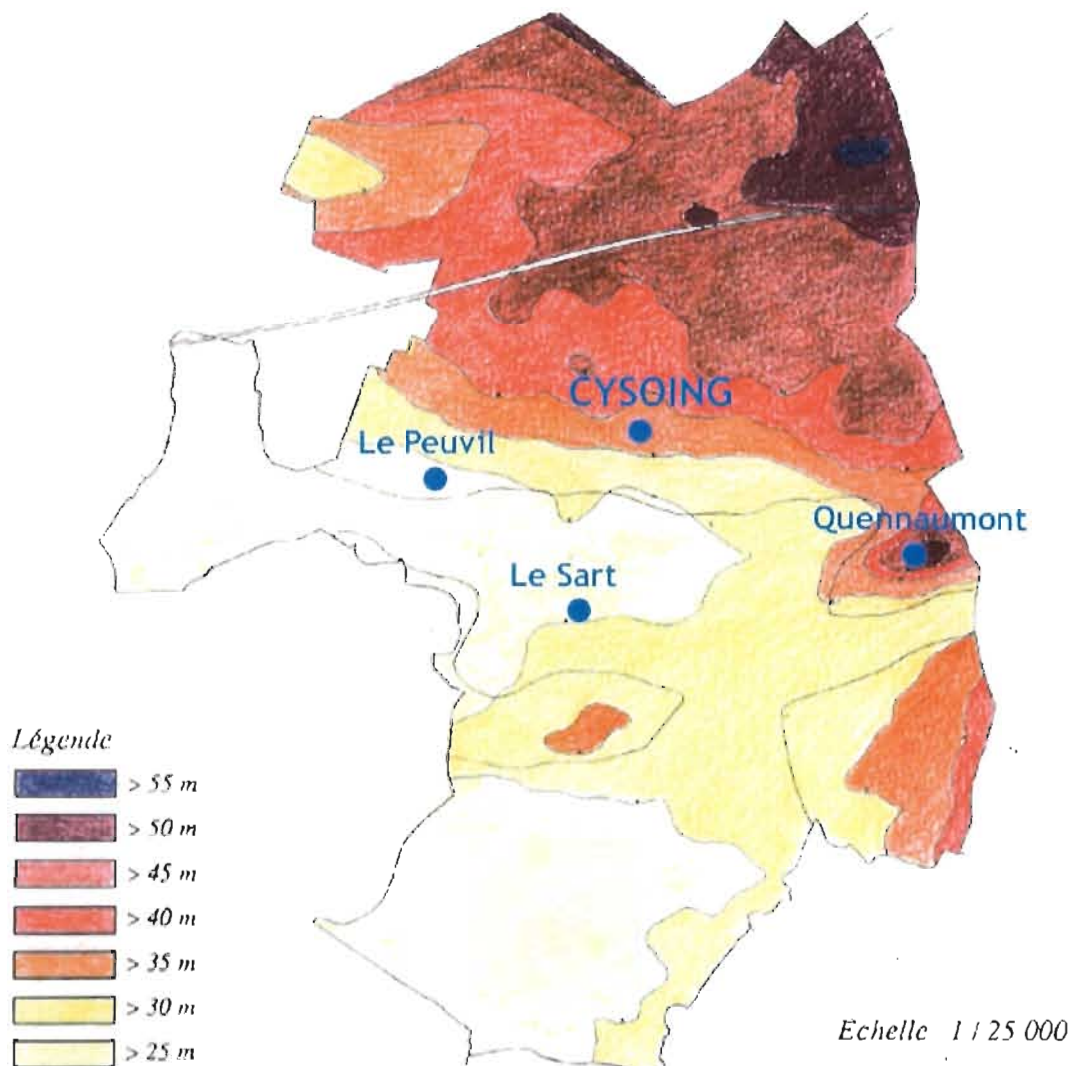 CYSOING
Le Peuvil
Quennaumont
Le Sart
Légende
> 55 m
> 50 m
> 45 m
> 40 m
> 35 m
> 30 m
> 25 m
Echelle 1 / 25 000